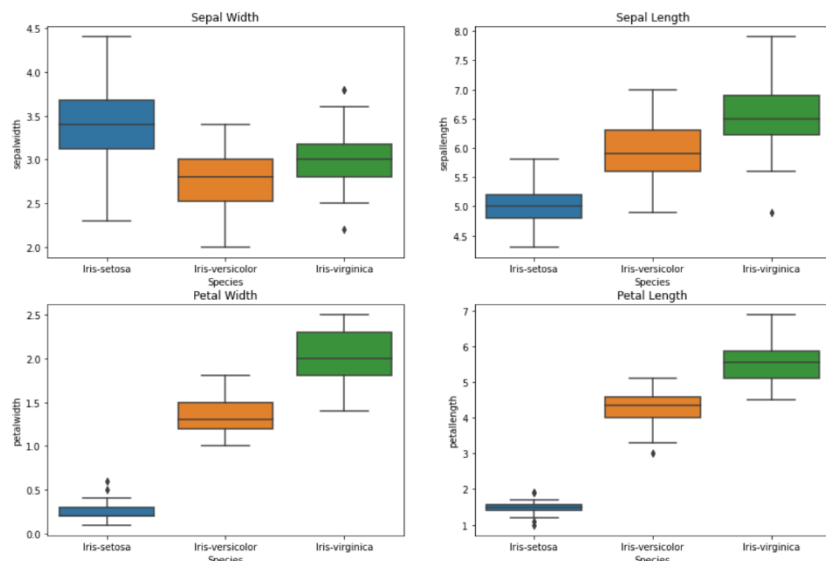 Sepal Width
sepalwidth
4.5
4.0
3.5
3.0
2.5
2.0
Iris-setosa Iris-versicolor Iris-virginica
Species
Sepal Length
sepallength
8.0
7.5
7.0
6.5
6.0
5.5
5.0
4.5
Iris-setosa Iris-versicolor Iris-virginica
Species
Petal Width
petalwidth
2.5
2.0
1.5
1.0
0.5
0.0
Iris-setosa Iris-versicolor Iris-virginica
Species
Petal Length
petallength
7
6
5
4
3
2
1
Iris-setosa Iris-versicolor Iris-virginica
Species